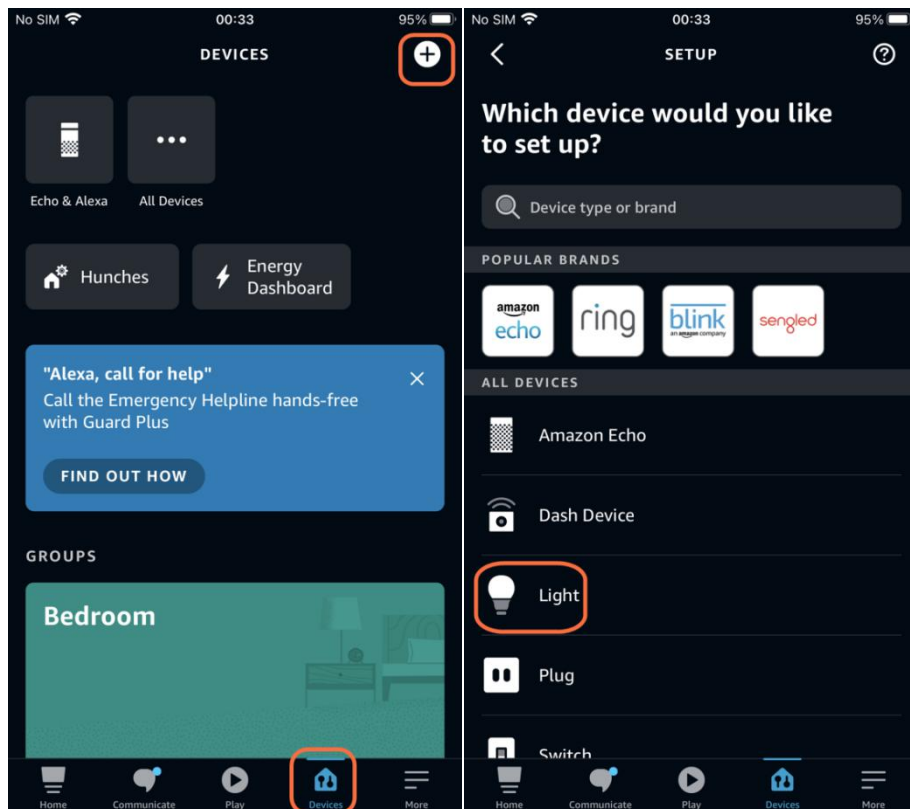 No SIM 00:33 95%
DEVICES
Echo & Alexa All Devices
Hunches
Energy
Dashboard
"Alexa, call for help"
Call the Emergency Helpline hands-free
with Guard Plus
FIND OUT HOW
GROUPS
Bedroom
Home Communicate Play Devices More
No SIM 00:33 95%
SETUP
Which device would you like
to set up?
Device type or brand
POPULAR BRANDS
amazon
echo
ring
blink
an amazon company
sengled
ALL DEVICES
Amazon Echo
Dash Device
Light
Plug
Switch
Home Communicate Play Devices More